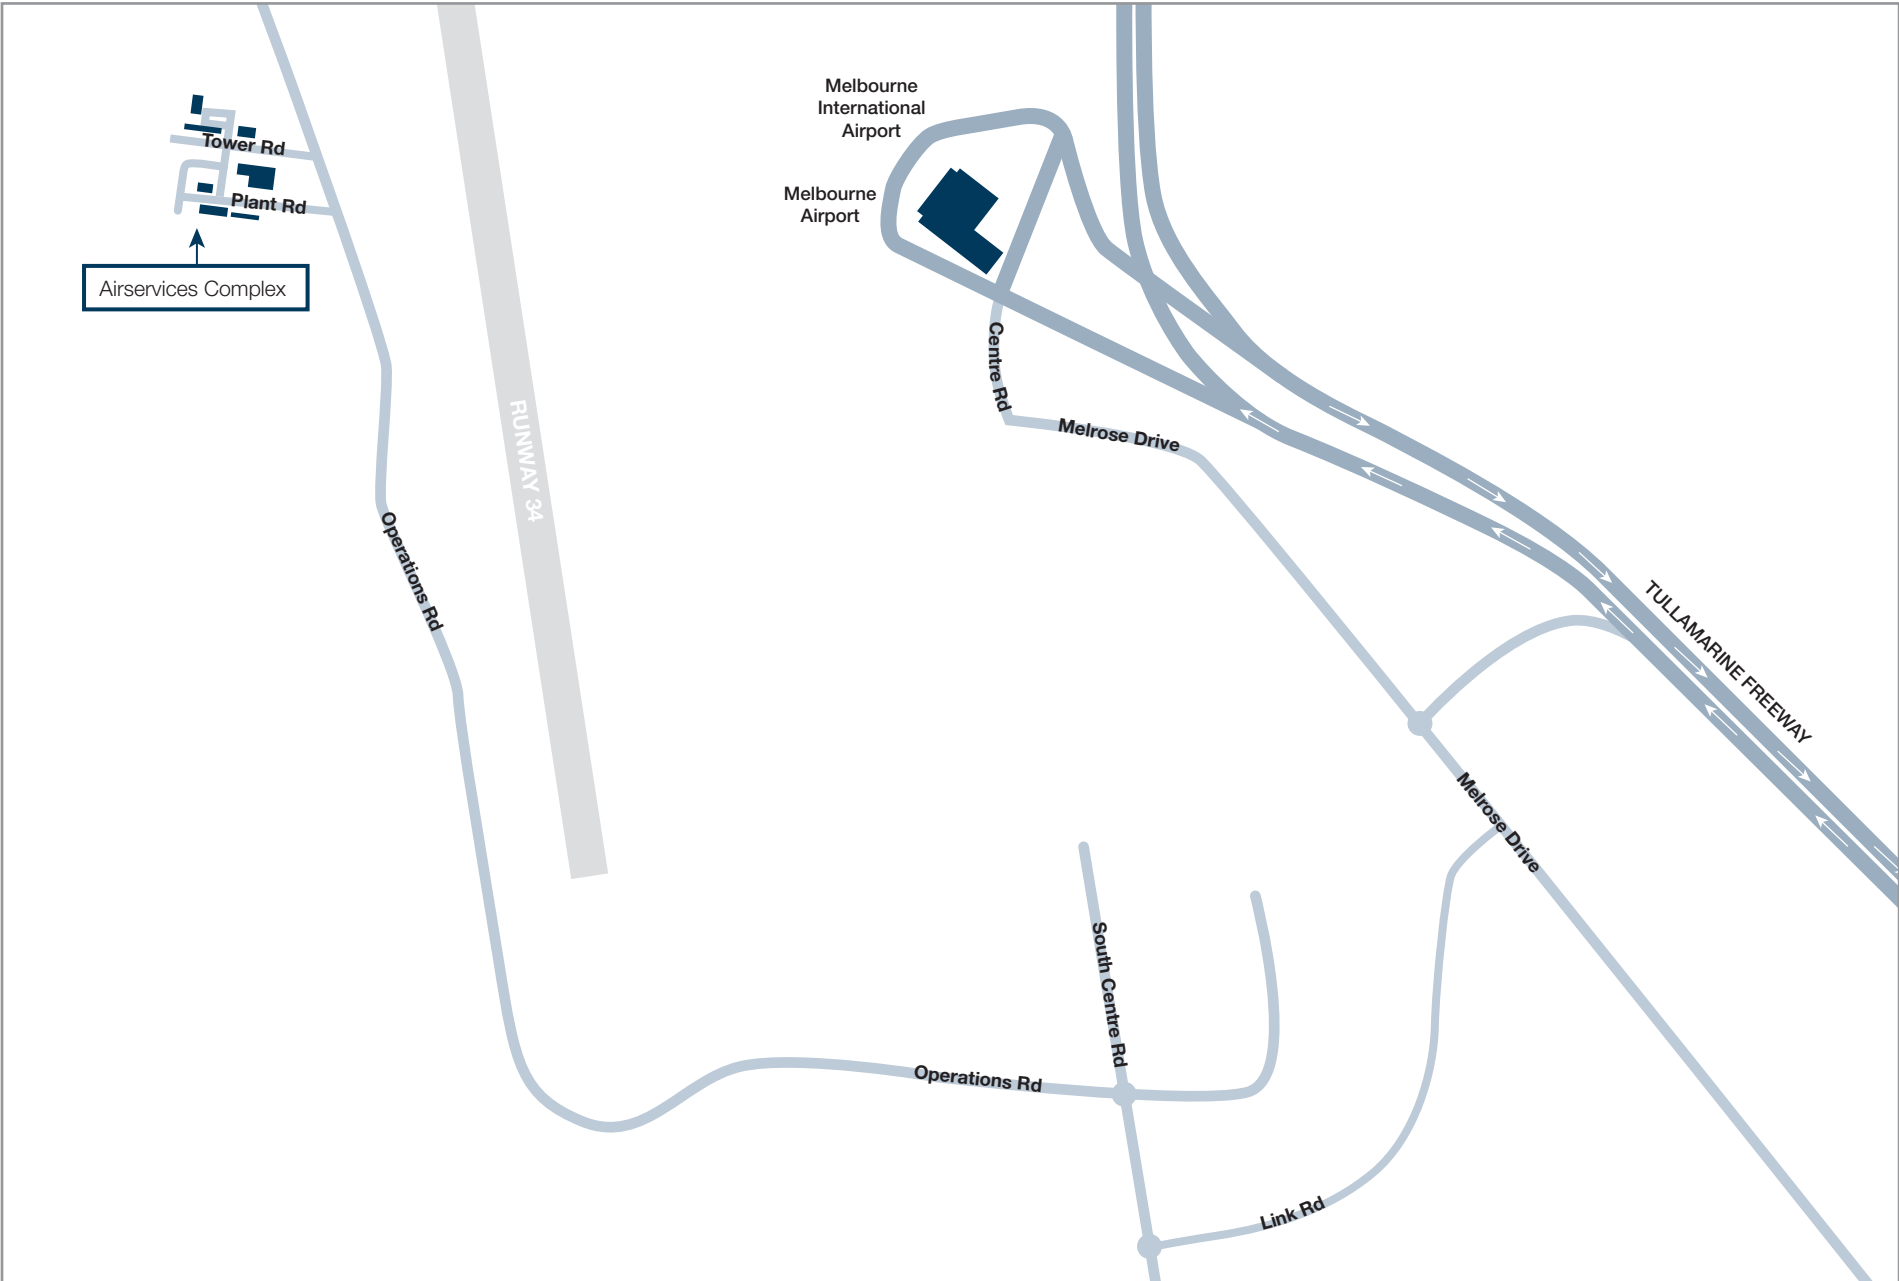 Melbourne
International
Airport
Tower Rd
Melbourne
Airport
Plant Rd
Airservices Complex
Centre Rd
RUNWAY 34
Melrose Drive
Operations Rd
TULLAMARINE FREEWAY
Melrose Drive
South Centre Rd
Operations Rd
Link Rd